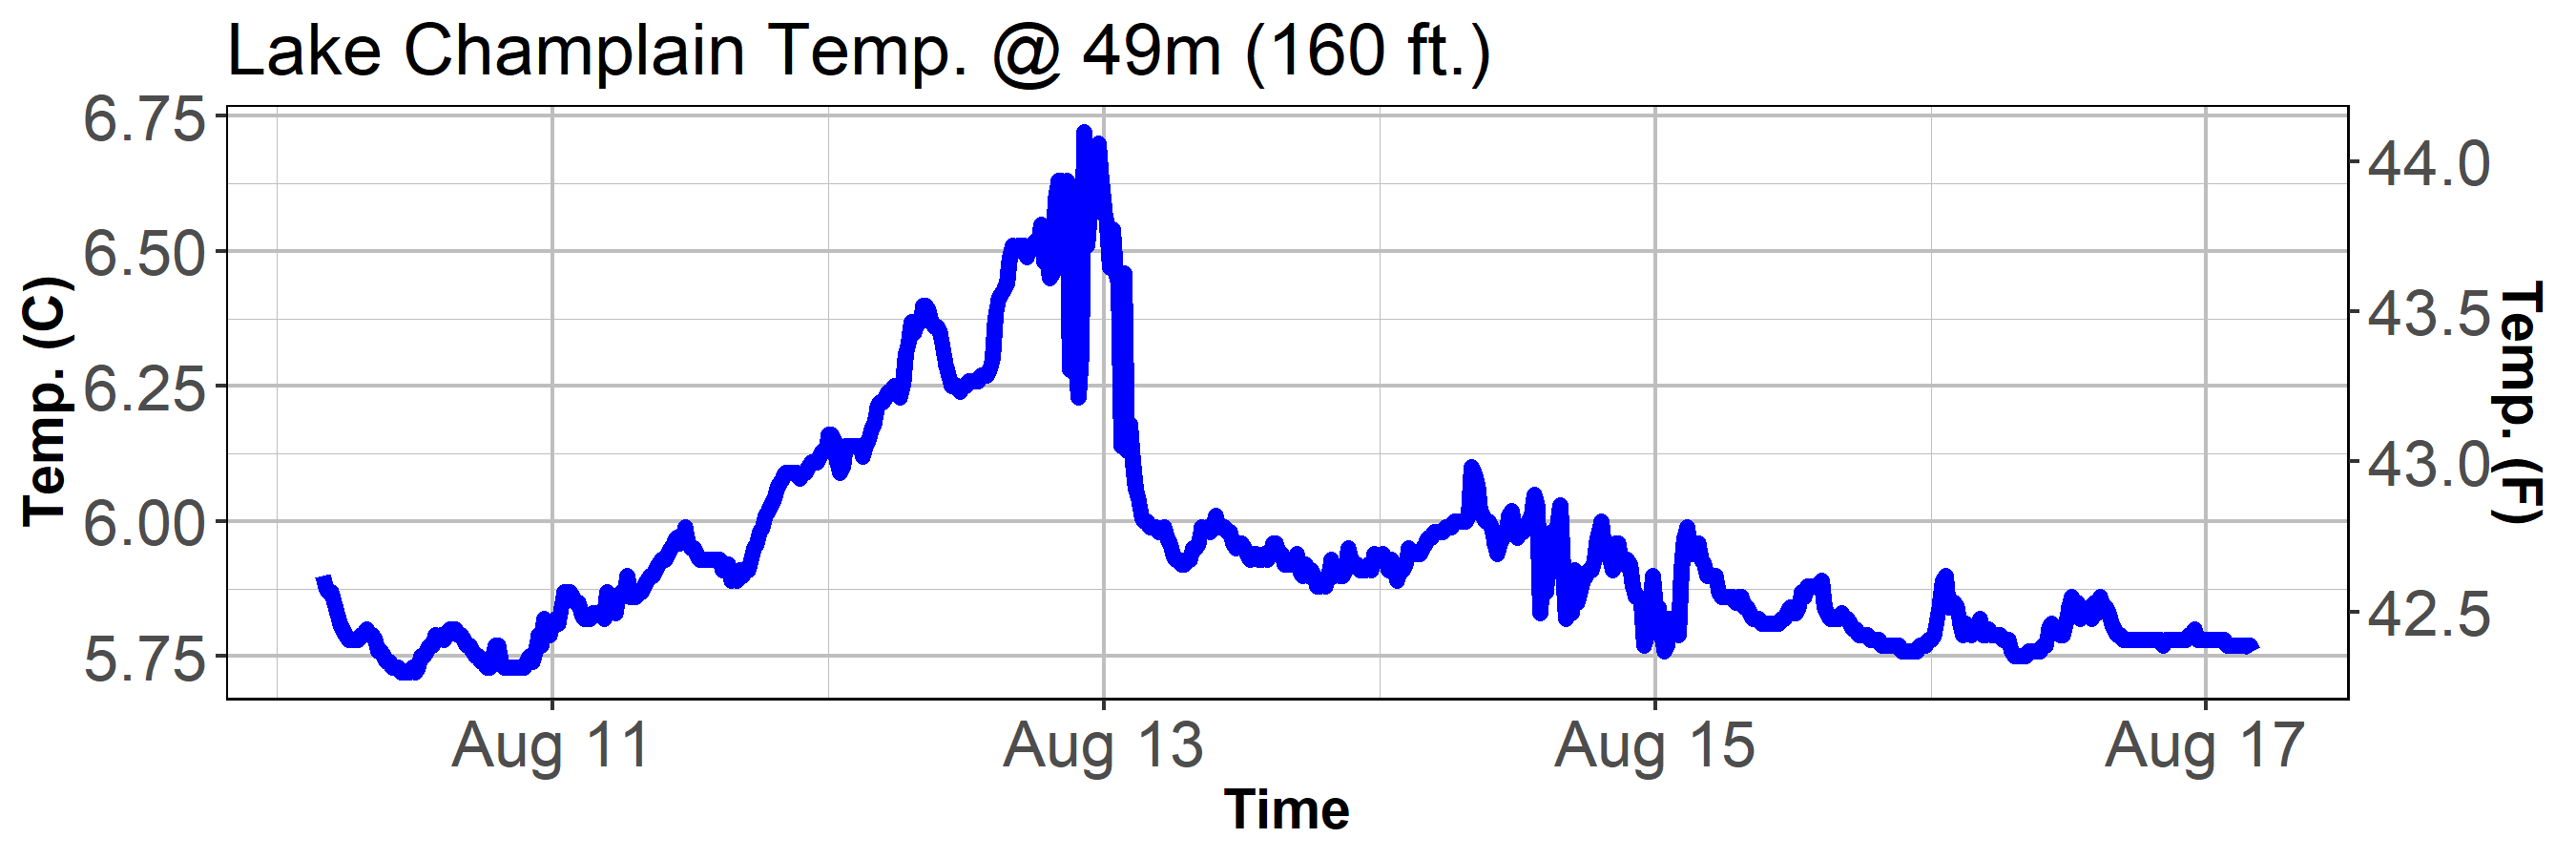 Lake Champlain Temp. @ 49m (160 ft.)
Temp. (C)
6.75
6.50
6.25
6.00
5.75
44.0
43.5
43.0
42.5
Temp. (F)
Aug 11 Aug 13 Aug 15 Aug 17
Time